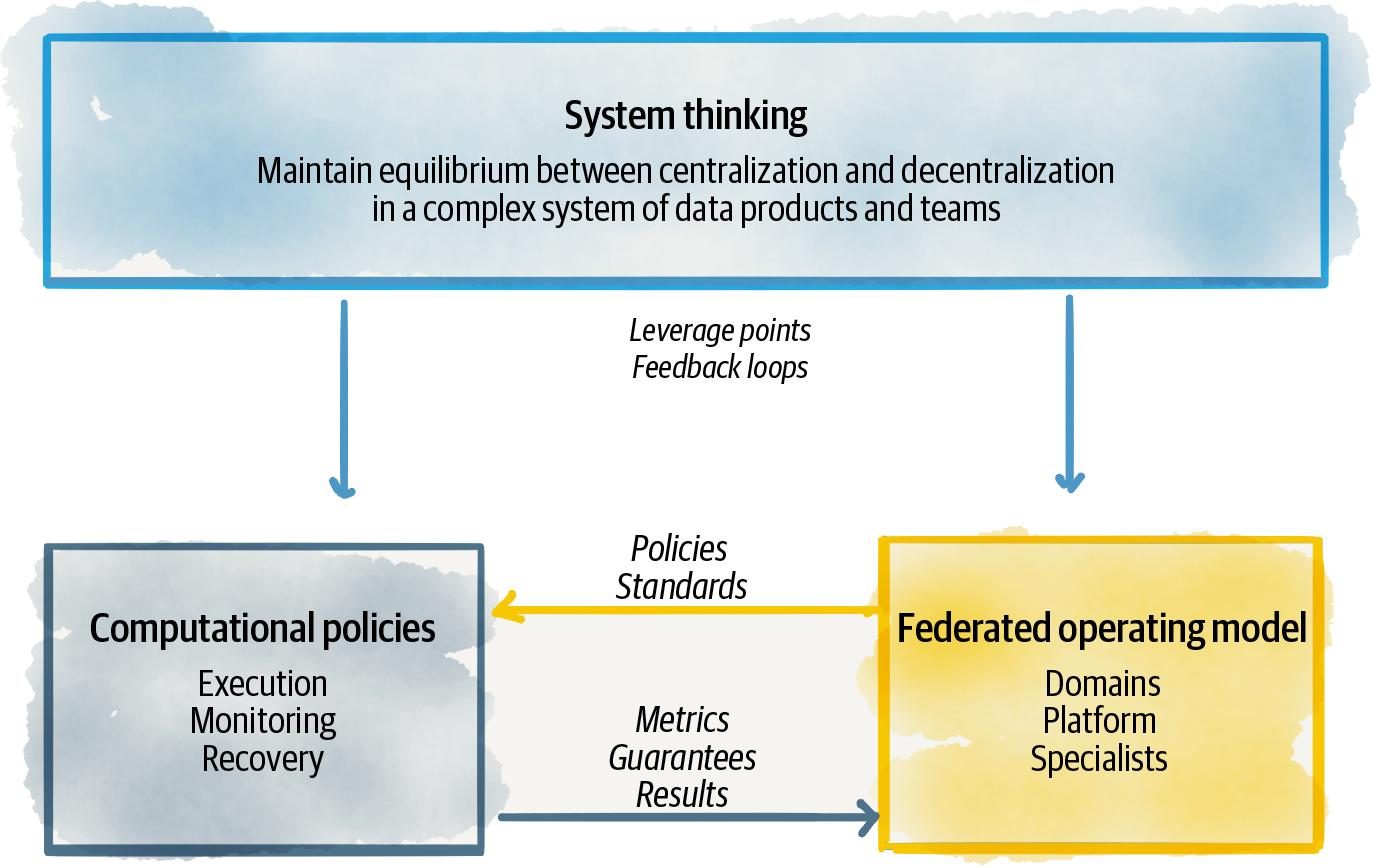 System thinking
Maintain equilibrium between centralization and decentralization
in a complex system of data products and teams
Leverage points
Feedback loops
Policies
Standards
Computational policies
Execution
Monitoring
Recovery
Metrics
Guarantees
Results
Federated operating model
Domains
Platform
Specialists